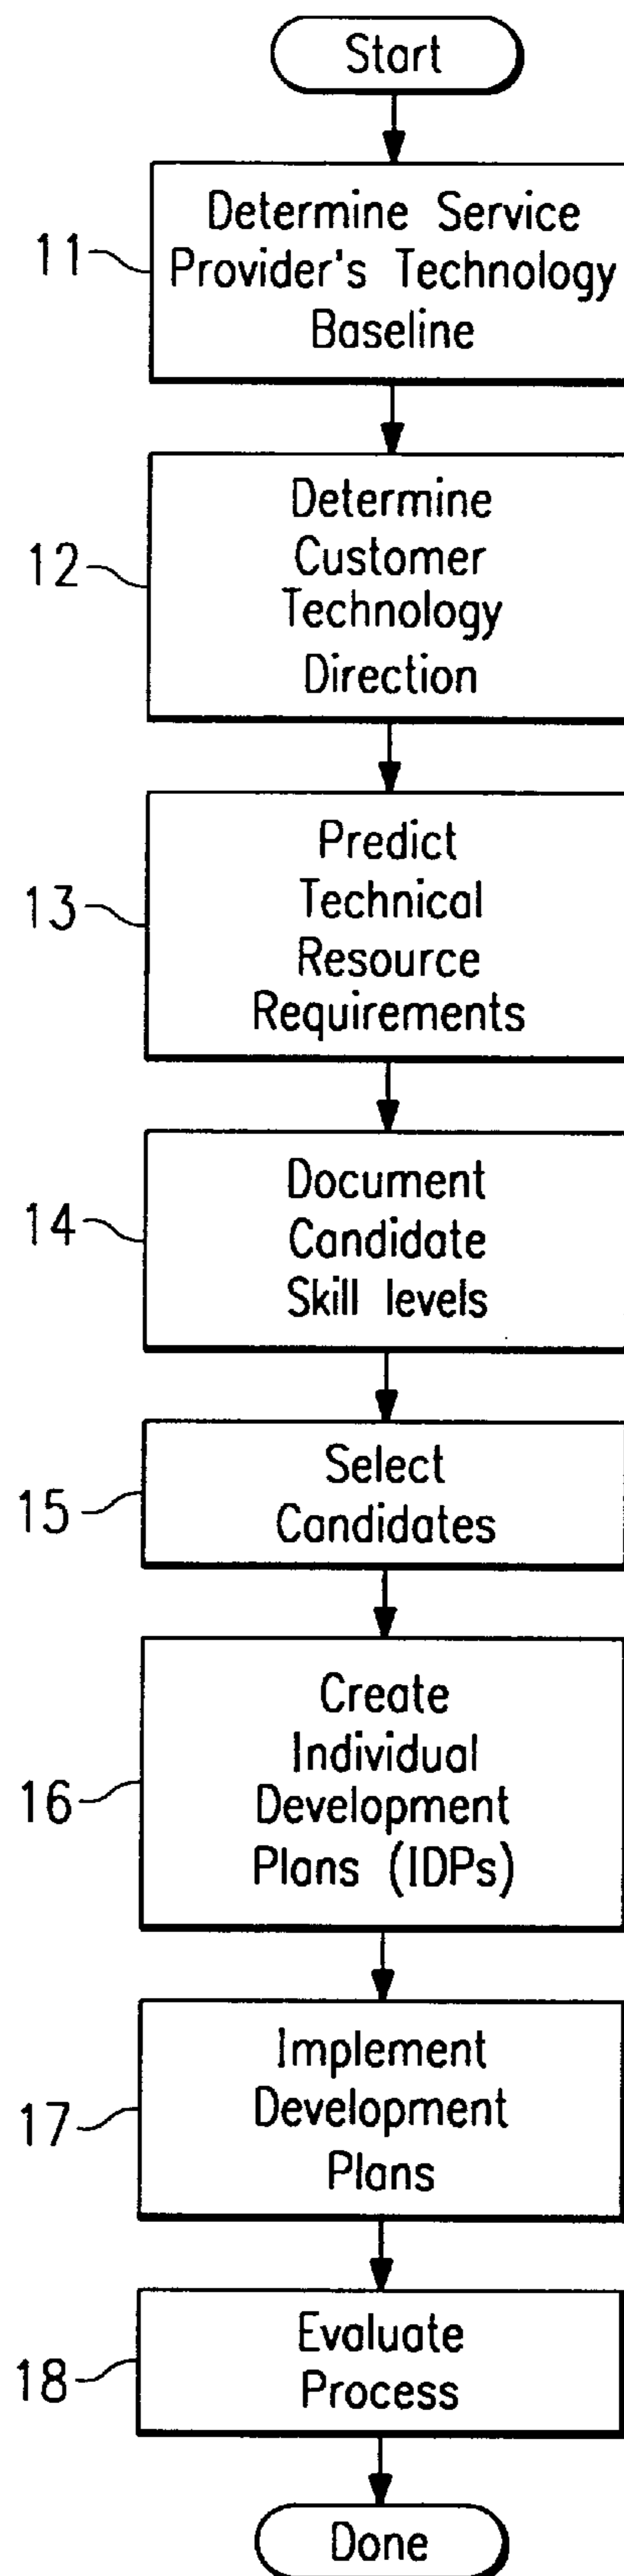 Start
11
Determine Service
Provider's Technology
Baseline
12
Determine
Customer
Technology
Direction
13
Predict
Technical
Resource
Requirements
14
Document
Candidate
Skill levels
15
Select
Candidates
16
Create
Individual
Development
Plans (IDPs)
17
Implement
Development
Plans
18
Evaluate
Process
Done